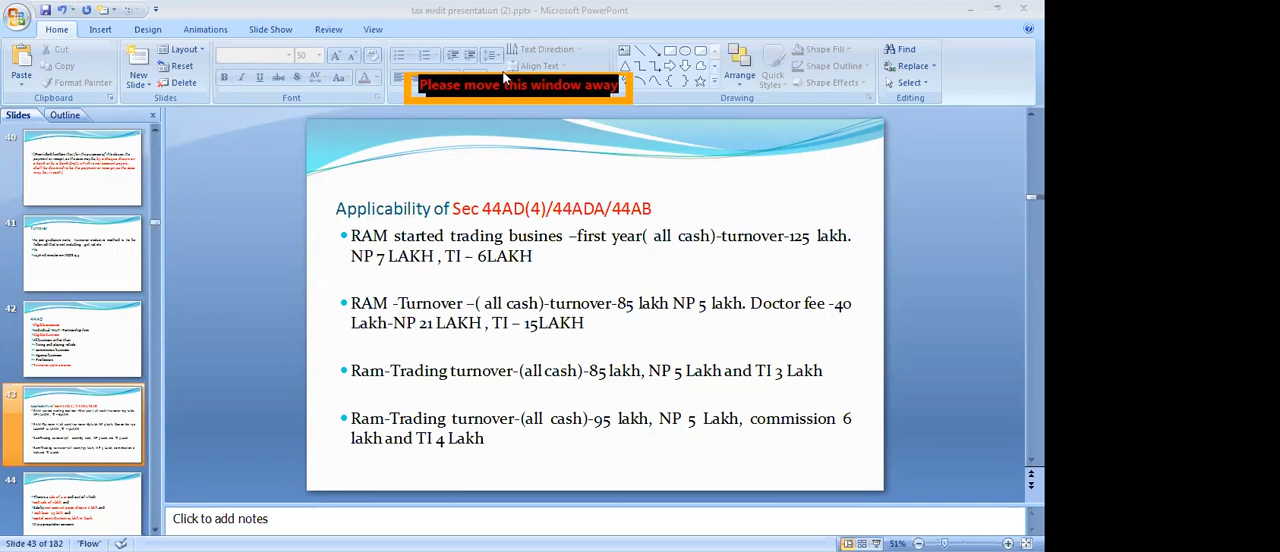 tax audit presentation (2).pptx - Microsoft PowerPoint
Home Insert Design Animations Slide Show Review View
Cut
Copy
Format Painter
Paste
Clipboard
New Slide
Layout
Reset
Delete
Slides
50
B I U abc S AV Aa A
Font
Text Direction
Align Text
Please move this window away
Arrange
Quick Styles
Shape Fill
Shape Outline
Shape Effects
Drawing
Find
Replace
Select
Editing
Slides Outline
40
41
42
43
44
Applicability of Sec 44AD(4)/44ADA/44AB
RAM started trading busines –first year( all cash)-turnover-125 lakh.
NP 7 LAKH , TI – 6LAKH
RAM -Turnover –( all cash)-turnover-85 lakh NP 5 lakh. Doctor fee -40
Lakh-NP 21 LAKH , TI – 15LAKH
Ram-Trading turnover-(all cash)-85 lakh, NP 5 Lakh and TI 3 Lakh
Ram-Trading turnover-(all cash)-95 lakh, NP 5 Lakh, commission 6
lakh and TI 4 Lakh
Click to add notes
Slide 43 of 120 "Flow" 51%